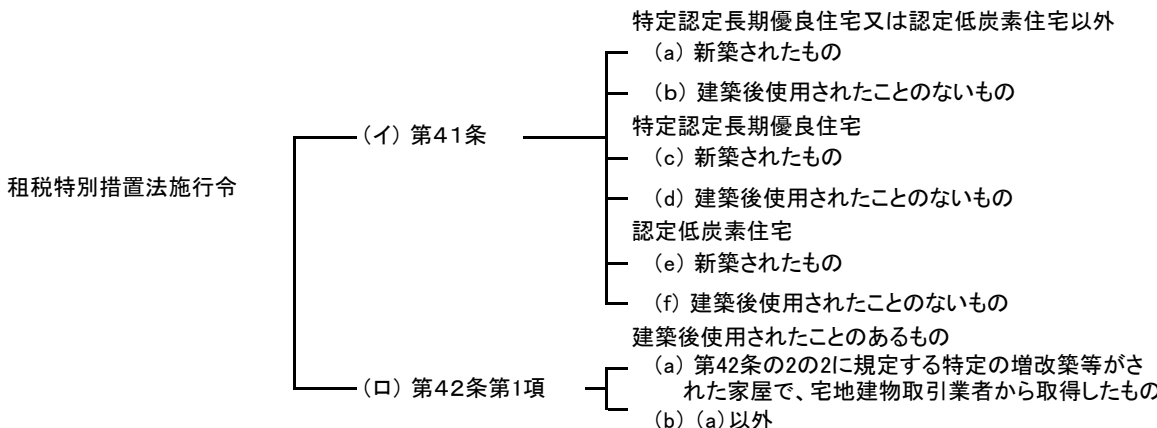 特定認定長期優良住宅又は認定低炭素住宅以外
(a) 新築されたもの
(b) 建築後使用されたことのないもの
特定認定長期優良住宅
(イ) 第41条
(c) 新築されたもの
租税特別措置法施行令
(d) 建築後使用されたことのないもの
認定低炭素住宅
(e) 新築されたもの
(f) 建築後使用されたことのないもの
建築後使用されたことのあるもの
(a) 第42条の2の2に規定する特定の増改築等がさ
れた家屋で、宅地建物取引業者から取得したもの
(ロ) 第42条第1項
(b) (a)以外